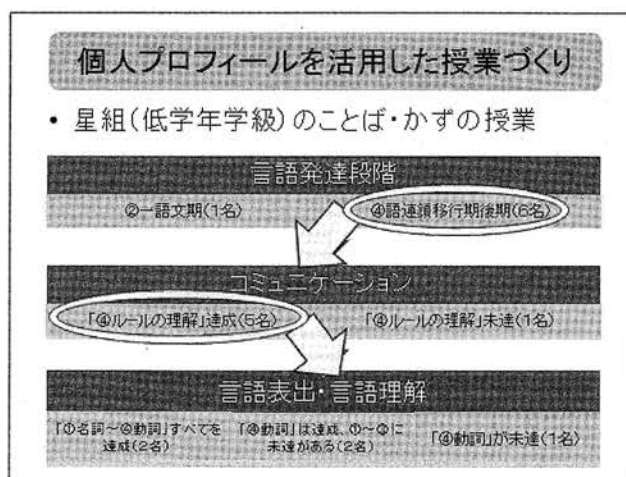 個人プロフィールを活用した授業づくり
• 星組(低学年学級)のことば・かずの授業
言語発達段階
②一語文期(1名)
④語連鎖移行期後期(6名)
コミュニケーション
「④ルールの理解」達成(5名)
「④ルールの理解」未達(1名)
言語表出・言語理解
「①名詞～④動詞」すべてを
達成(2名)
「④動詞」は達成、①～③に
未達がある(2名)
「④動詞」が未達(1名)